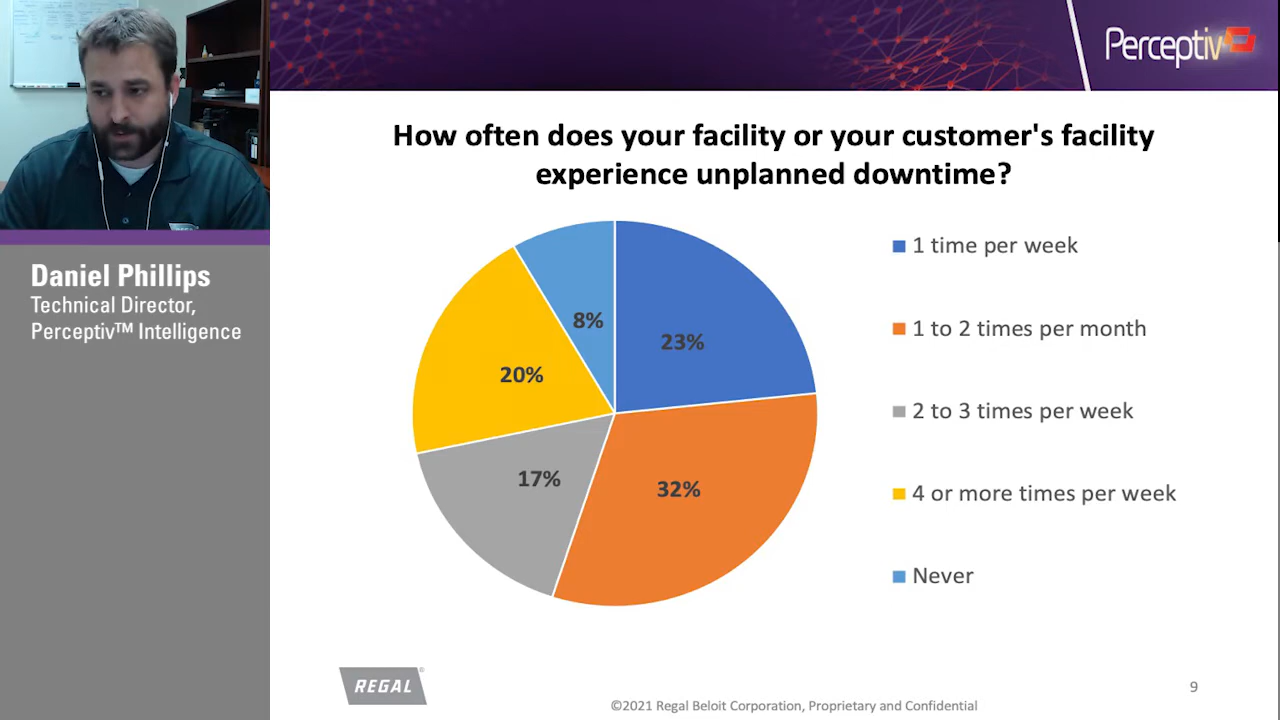 Perceptiv
How often does your facility or your customer's facility
experience unplanned downtime?
Daniel Phillips
Technical Director,
Perceptiv™ Intelligence
8%
23%
20%
17%
32%
1 time per week
1 to 2 times per month
2 to 3 times per week
4 or more times per week
Never
REGAL®
9
©2021 Regal Beloit Corporation, Proprietary and Confidential